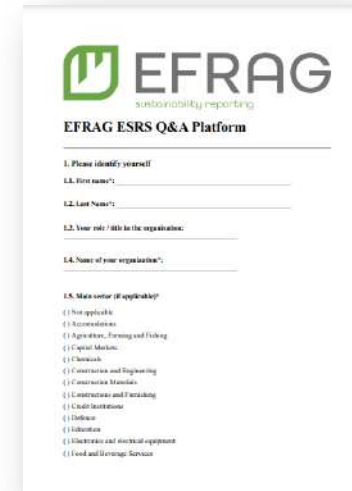 EFRAG
sustainability reporting
EFRAG ESRS Q&A Platform
1. Please identify yourself
1.1. First name*:
1.2. Last Name*:
1.3. Your role / title in the organisation:
1.4. Name of your organization*:
1.5. Main sector (if applicable)*
( ) Not applicable
( ) Accomodations
( ) Agriculture, Farming and Fishing
( ) Capital Markets
( ) Chemicals
( ) Construction and Engineering
( ) Construction Materials
( ) Constructions and Furnishing
( ) Credit Institutions
( ) Defence
( ) Education
( ) Electronics and electrical equipment
( ) Food and Beverage Services